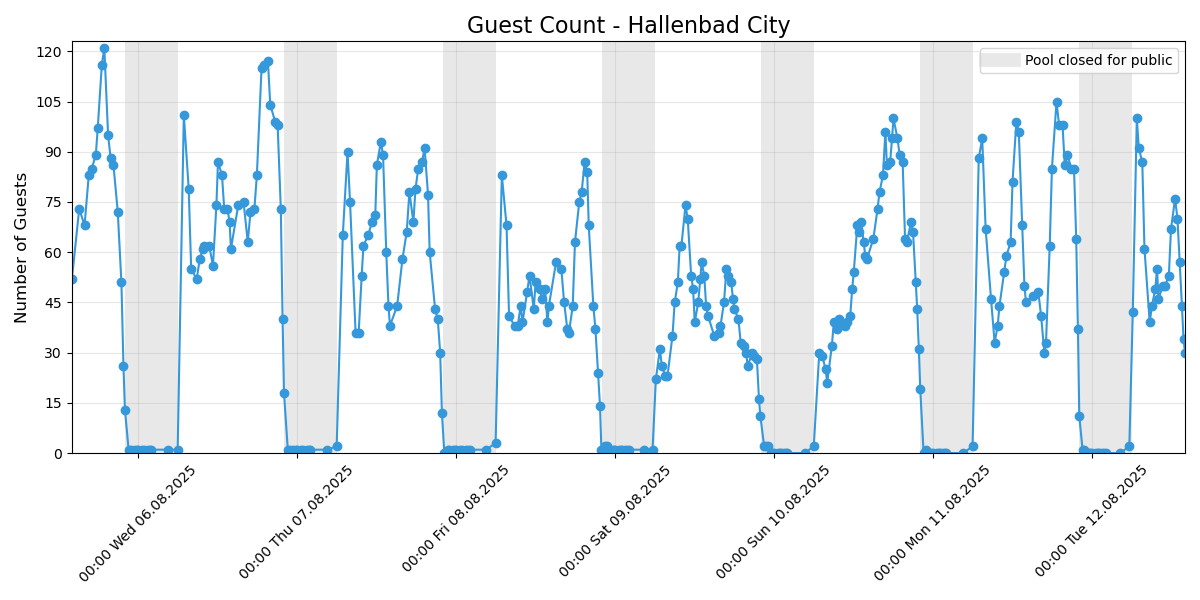 Guest Count - Hallenbad City
Number of Guests
120
105
90
75
60
45
30
15
0
Pool closed for public
00:00 Wed 06.08.2025
00:00 Thu 07.08.2025
00:00 Fri 08.08.2025
00:00 Sat 09.08.2025
00:00 Sun 10.08.2025
00:00 Mon 11.08.2025
00:00 Tue 12.08.2025